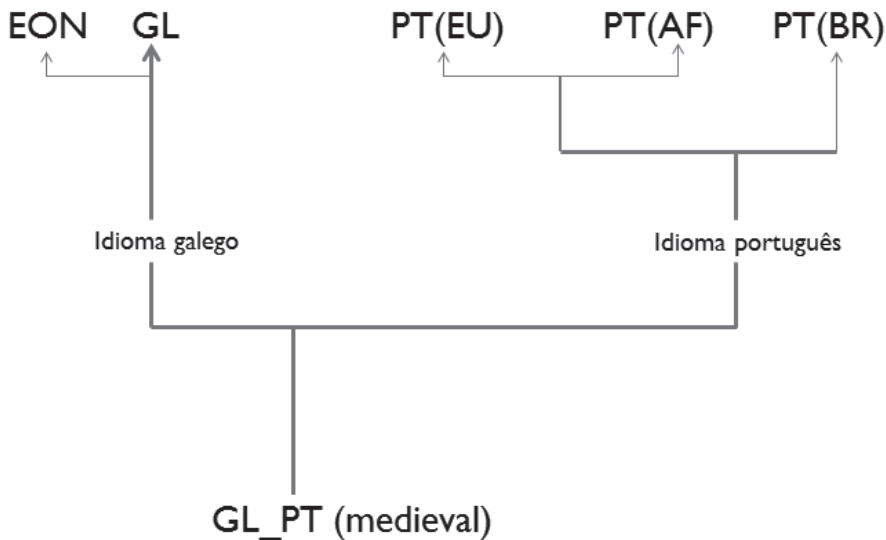 EON GL PT(EU) PT(AF) PT(BR)
Idioma galego Idioma português
GL_PT (medieval)